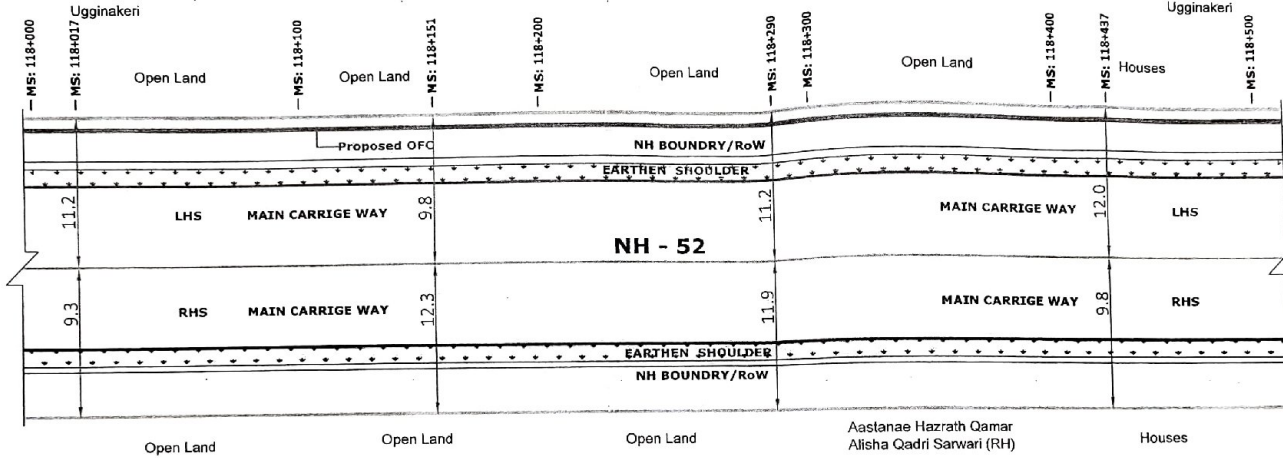 Ugginakeri
Ugginakeri
MS: 118+000
MS: 118+017
MS: 118+100
MS: 118+151
MS: 118+200
MS: 118+290
MS: 118+300
MS: 118+400
MS: 118+437
MS: 118+500
Open Land
Open Land
Open Land
Open Land
Houses
Proposed OFC
NH BOUNDRY/RoW
EARTHEN SHOULDER
11.2
LHS
MAIN CARRIGE WAY
9.8
11.2
MAIN CARRIGE WAY
12.0
LHS
NH - 52
9.3
RHS
MAIN CARRIGE WAY
12.3
11.9
MAIN CARRIGE WAY
9.8
RHS
EARTHEN SHOULDER
NH BOUNDRY/RoW
Open Land
Open Land
Open Land
Aastanae Hazrath Qamar
Alisha Qadri Sarwari (RH)
Houses